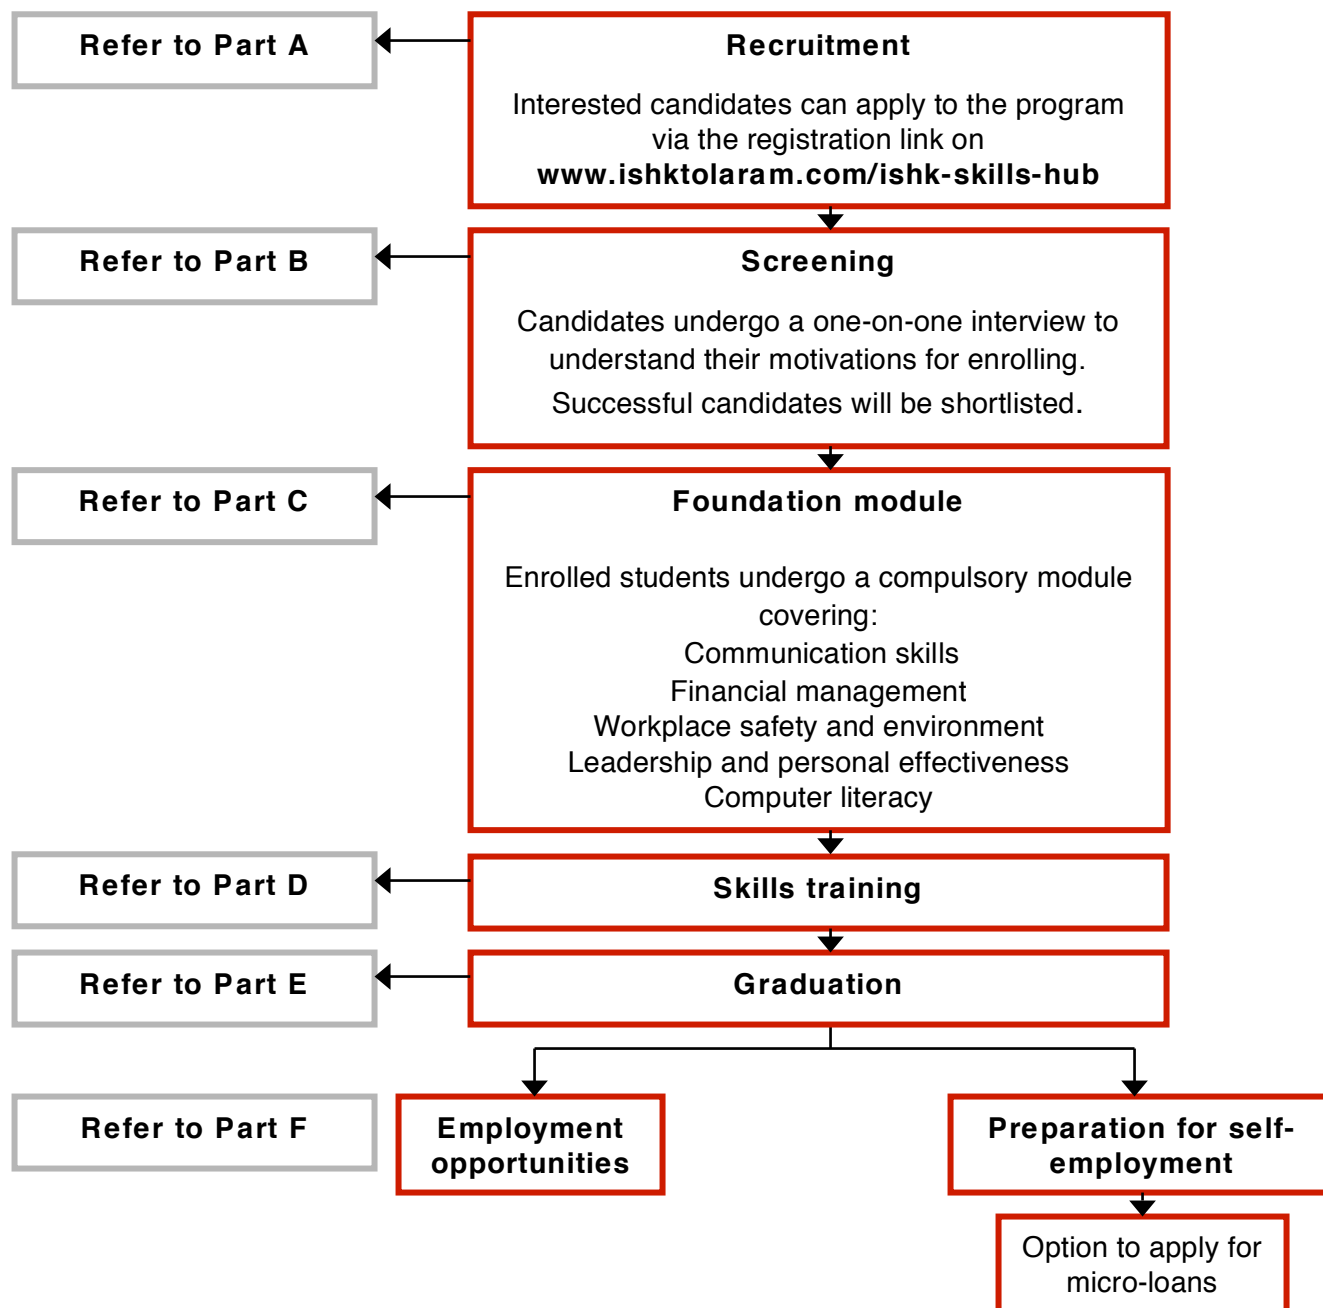 Refer to Part A
Recruitment
Interested candidates can apply to the program
via the registration link on
www.ishktolaram.com/ishk-skills-hub
Refer to Part B
Screening
Candidates undergo a one-on-one interview to
understand their motivations for enrolling.
Successful candidates will be shortlisted.
Refer to Part C
Foundation module
Enrolled students undergo a compulsory module
covering:
Communication skills
Financial management
Workplace safety and environment
Leadership and personal effectiveness
Computer literacy
Refer to Part D
Skills training
Refer to Part E
Graduation
Refer to Part F
Employment
opportunities
Preparation for self-
employment
Option to apply for
micro-loans